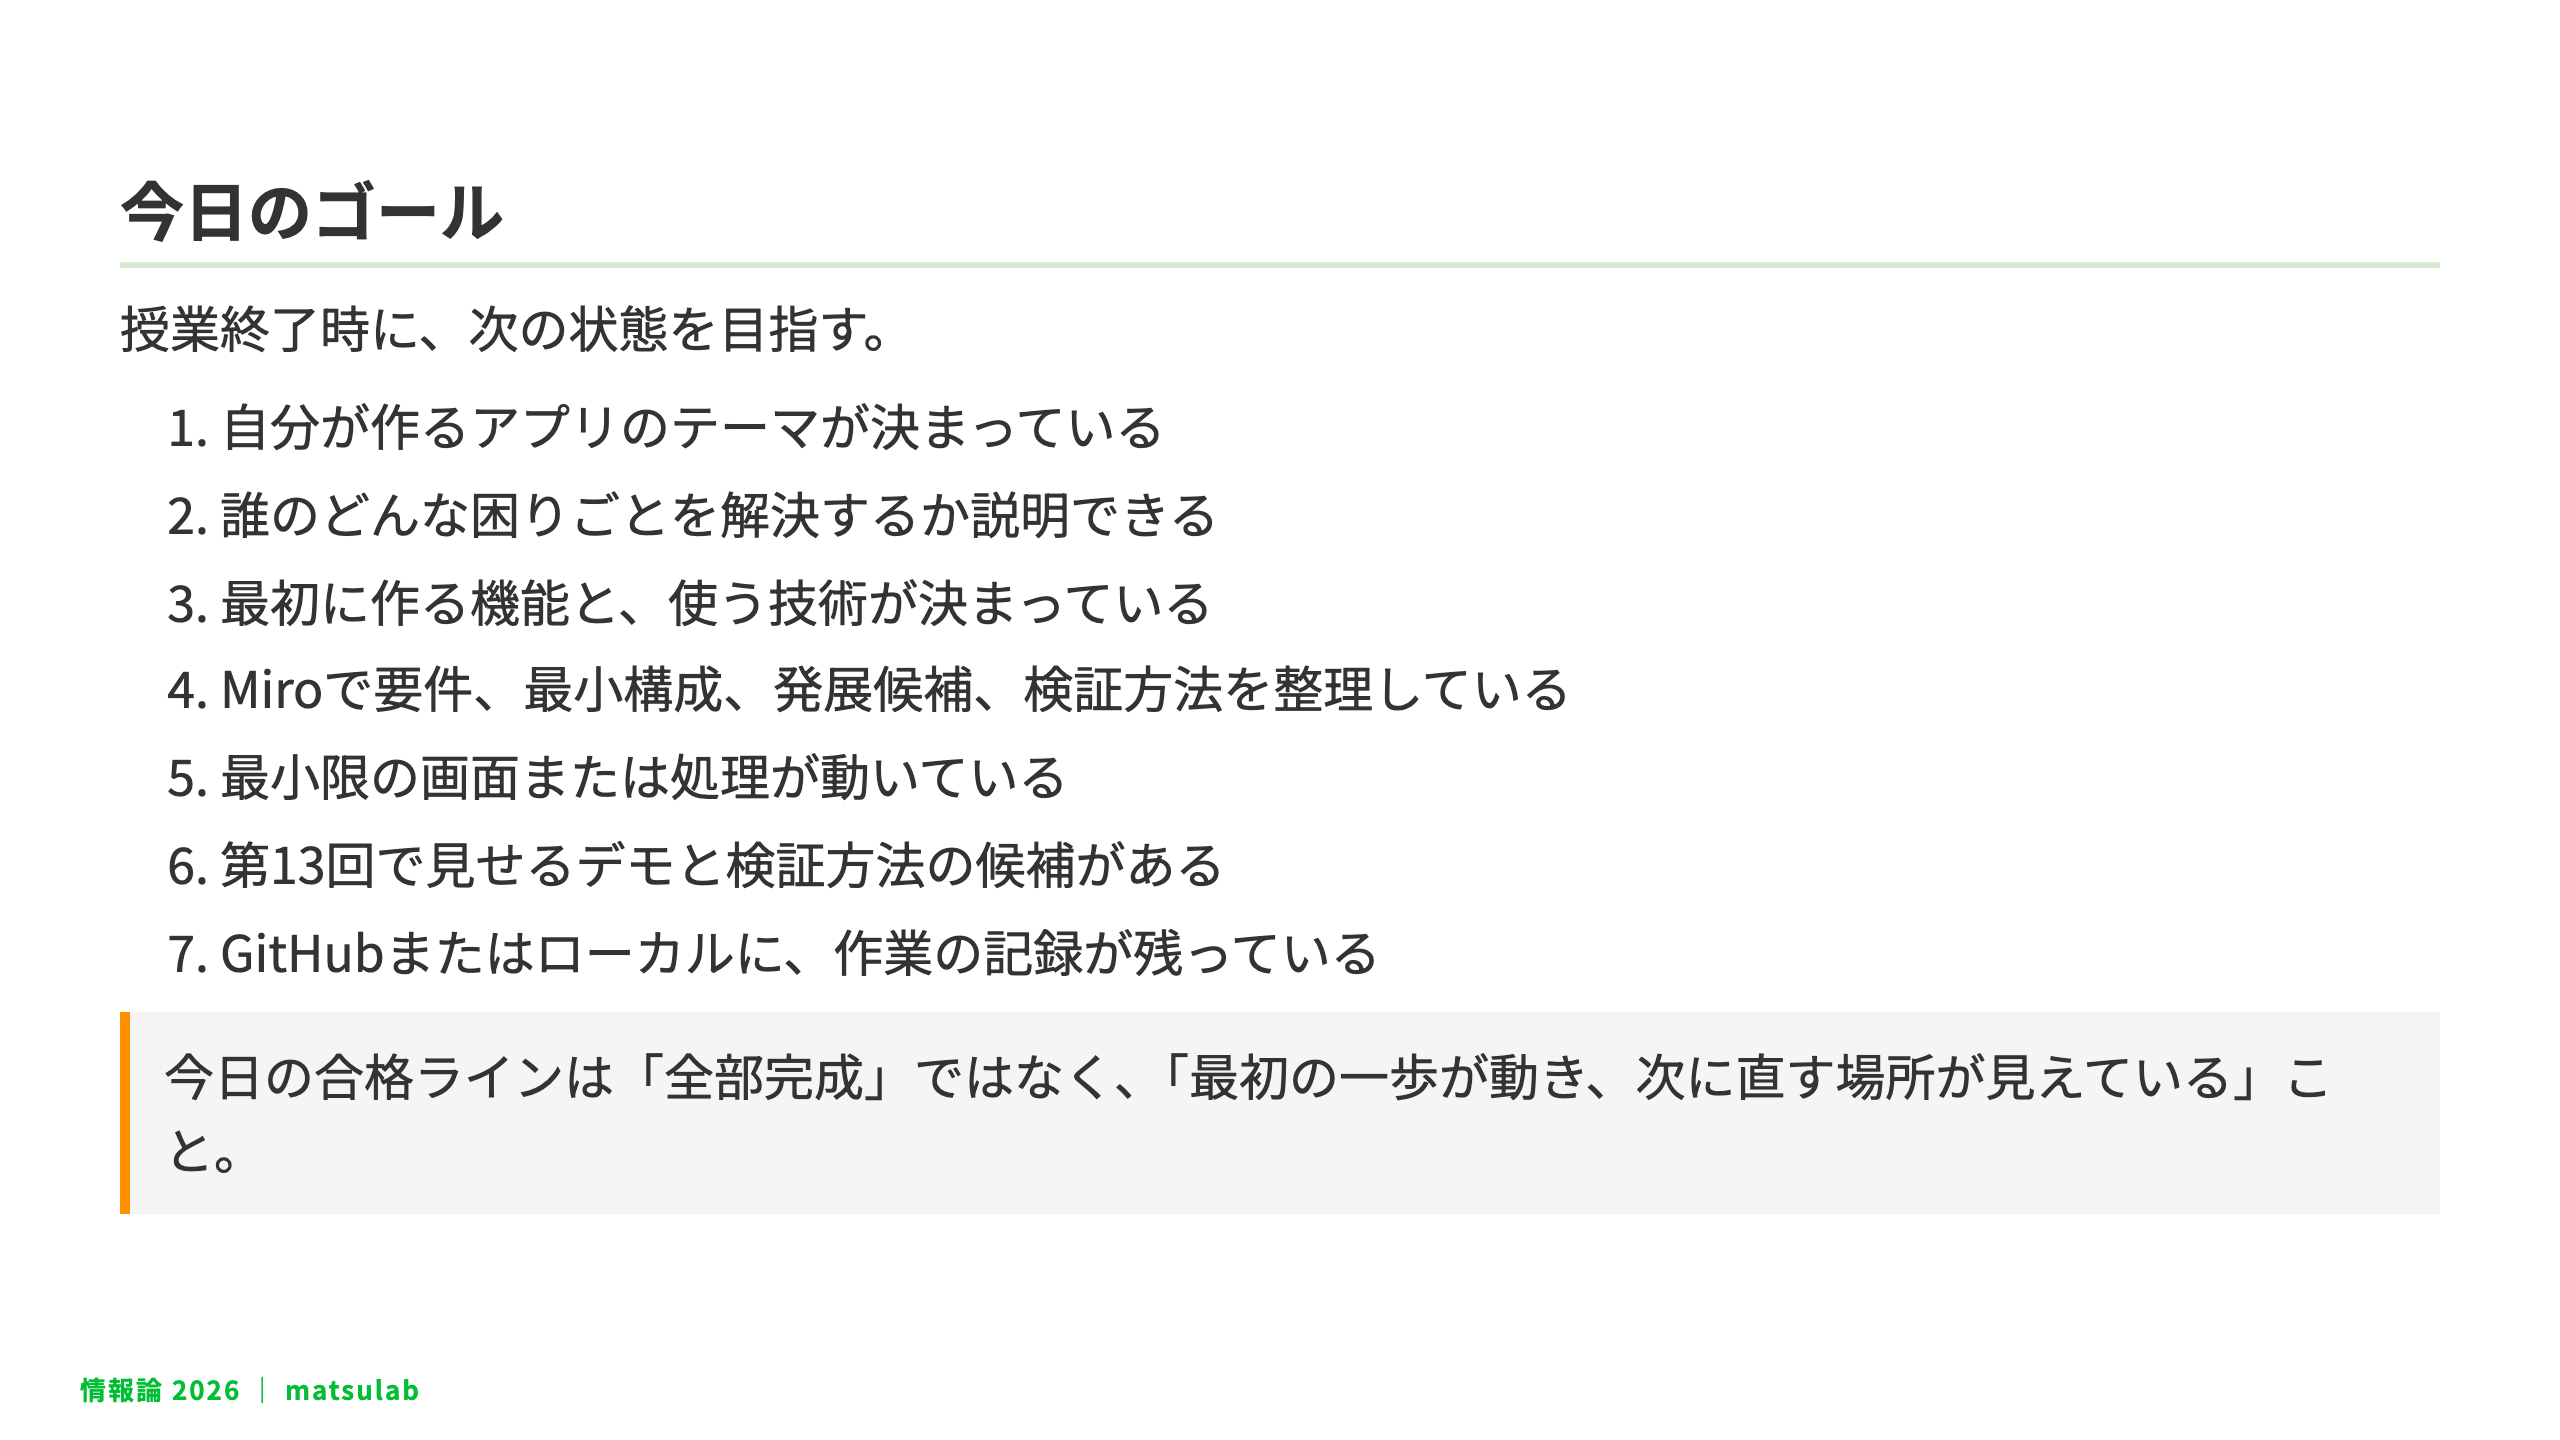 今日のゴール
授業終了時に、次の状態を目指す。
1. 自分が作るアプリのテーマが決まっている
2. 誰のどんな困りごとを解決するか説明できる
3. 最初に作る機能と、使う技術が決まっている
4. Miroで要件、最小構成、発展候補、検証方法を整理している
5. 最小限の画面または処理が動いている
6. 第13回で見せるデモと検証方法の候補がある
7. GitHubまたはローカルに、作業の記録が残っている
今日の合格ラインは「全部完成」ではなく、「最初の一歩が動き、次に直す場所が見えている」こ
と。
情報論 2026 ｜ matsulab